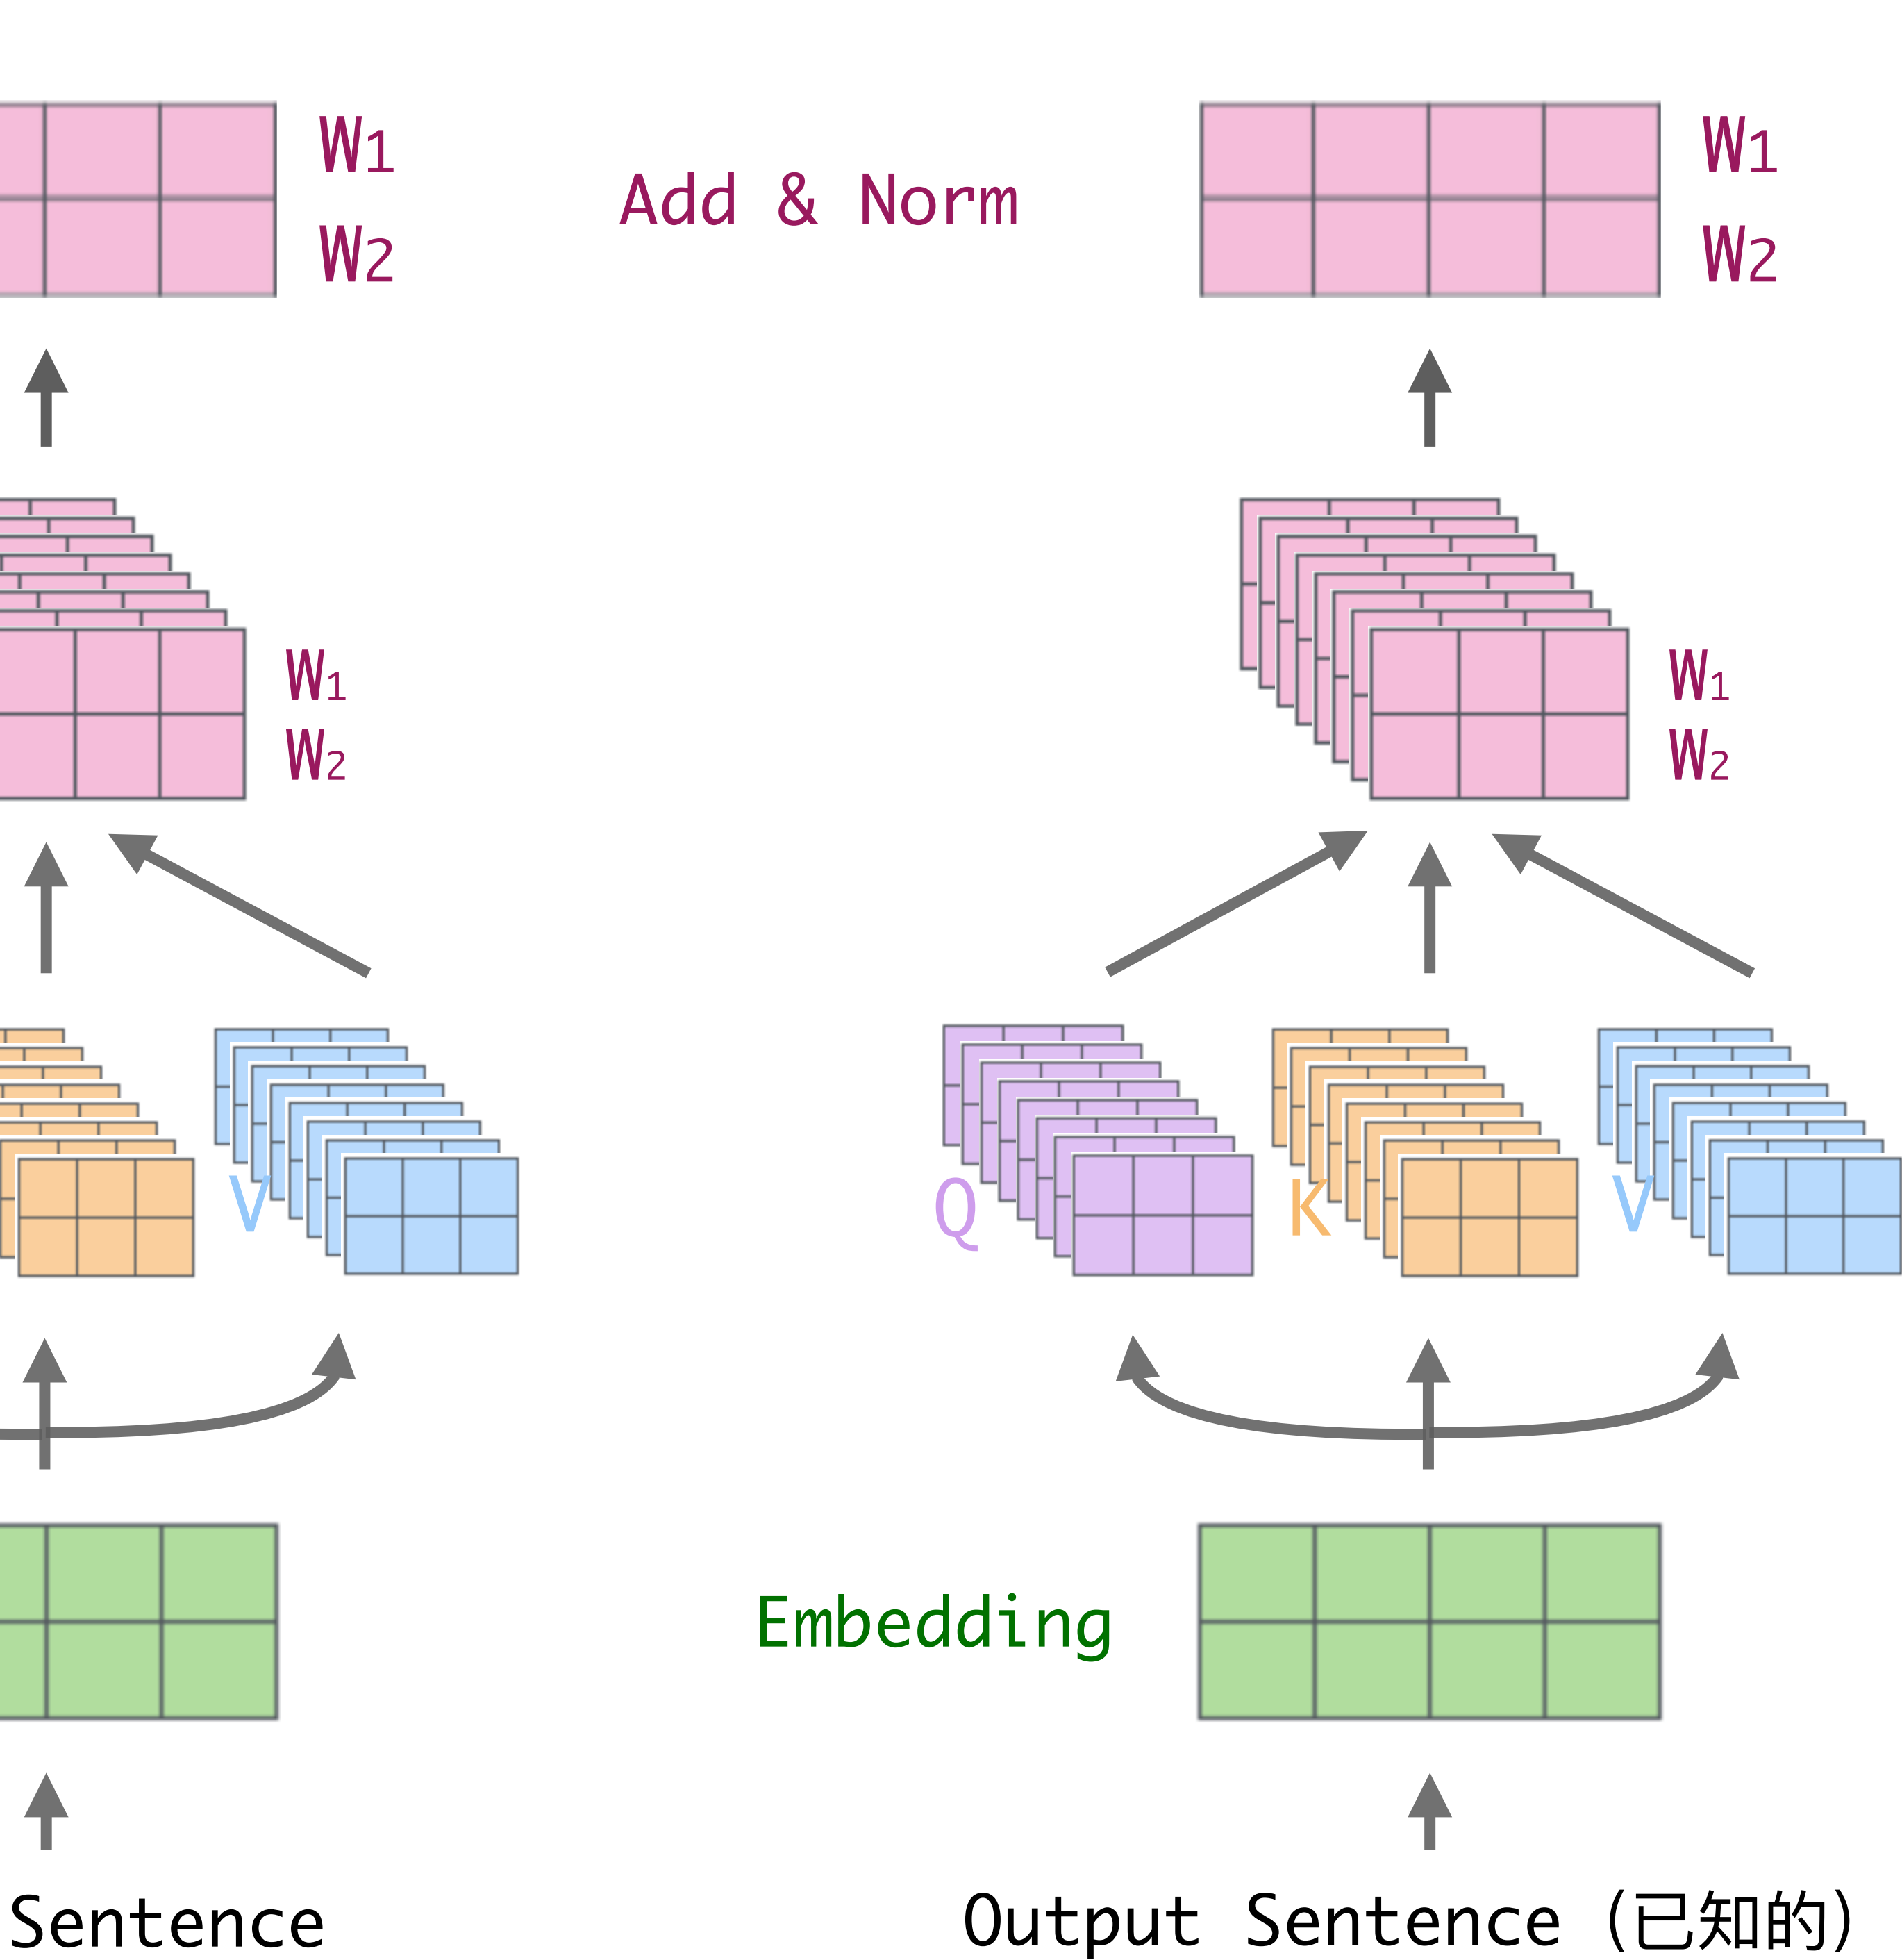 W1
W2
Add & Norm
W1
W2
W1
W2
W1
W2
V
Q
K
V
Embedding
Sentence
Output Sentence (已知的)